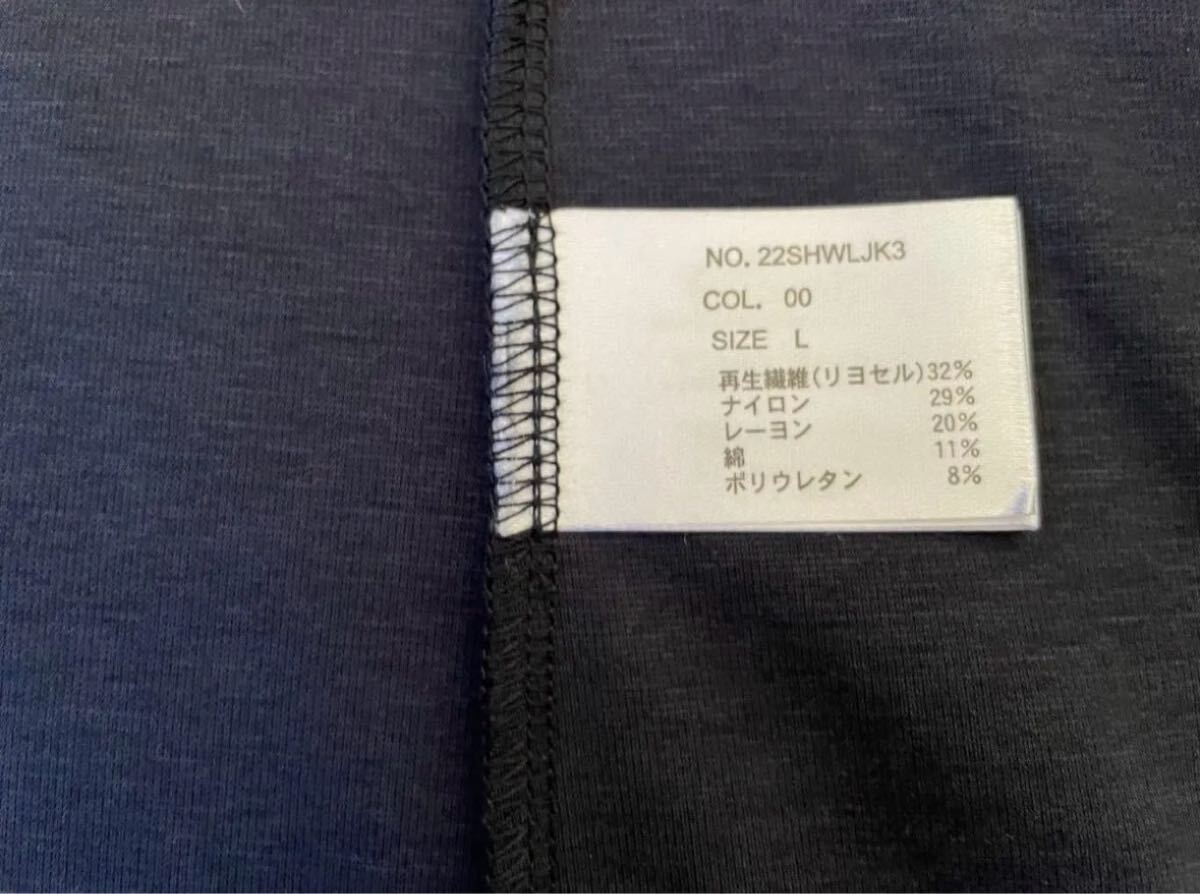 NO. 22SHWLJK3
COL. 00
SIZE L
再生繊維(リヨセル)32%
ナイロン 29%
レーヨン 20%
綿 11%
ポリウレタン 8%